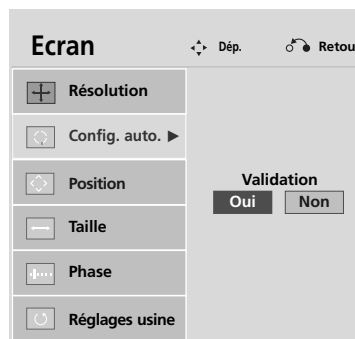 Ecran
Dép.
Retou
Résolution
Config. auto. ►
Position
Taille
Phase
Réglages usine
Validation
Oui
Non